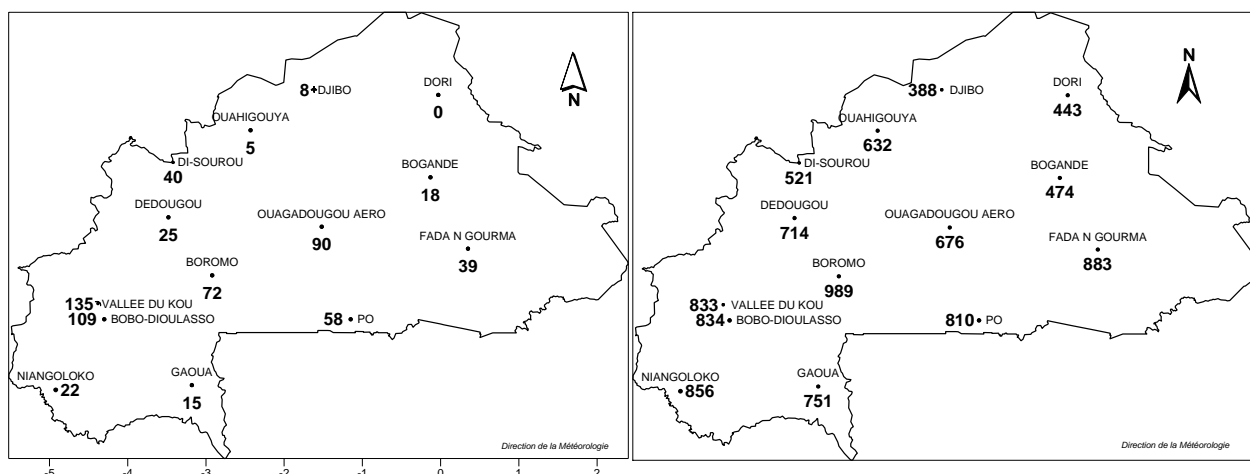 N
8 DJIBO
DORI
0
OUAHIGOUYA
5
DI-SOUROU
40
BOGANDE
18
DEDOUGOU
25
OUAGADOUGOU AERO
90
FADA N GOURMA
39
BOROMO
72
135 VALLEE DU KOU
109 BOBO-DIOULASSO
58 PO
NIANGOLOKO
22
GAOUA
15
Direction de la Météorologie
-5 -4 -3 -2 -1 0 1 2
N
388 DJIBO
DORI
443
OUAHIGOUYA
632
DI-SOUROU
521
BOGANDE
474
DEDOUGOU
714
OUAGADOUGOU AERO
676
FADA N GOURMA
883
BOROMO
989
833 VALLEE DU KOU
834 BOBO-DIOULASSO
810 PO
NIANGOLOKO
856
GAOUA
751
Direction de la Météorologie